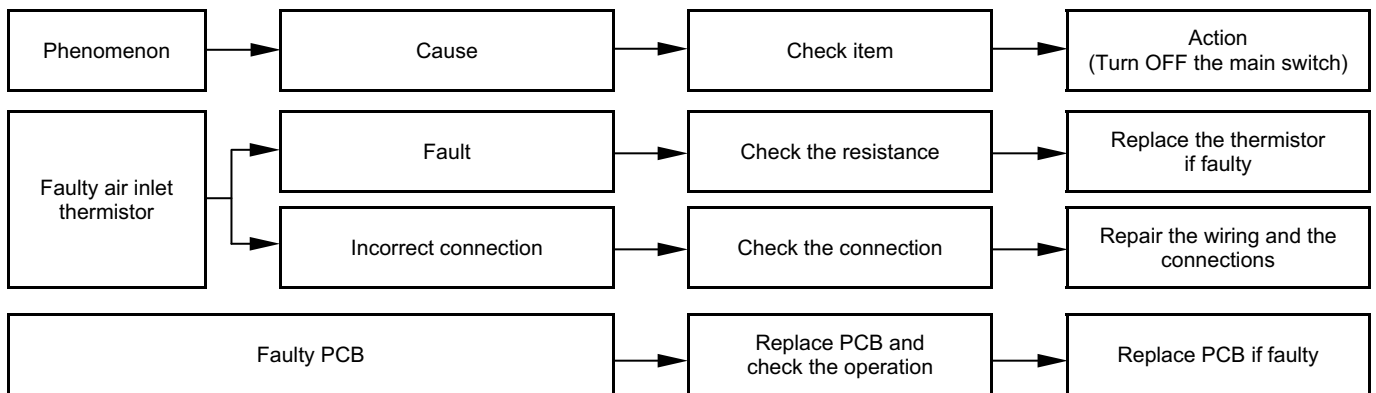 Phenomenon
Cause
Check item
Action
(Turn OFF the main switch)
Faulty air inlet
thermistor
Fault
Check the resistance
Replace the thermistor
if faulty
Incorrect connection
Check the connection
Repair the wiring and the
connections
Faulty PCB
Replace PCB and
check the operation
Replace PCB if faulty